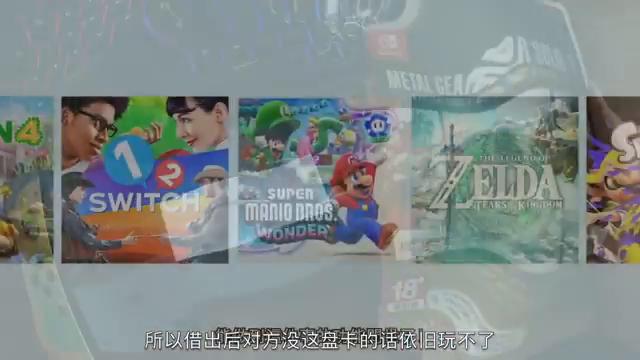 METAL GEAR
N4
1
2
SWITCH
SUPER
MARIO BROS.
WONDER
THE LEGEND OF
ZELDA
TEARS OF THE KINGDOM
S
18
所以借出后对方没这盘卡的话依旧玩不了